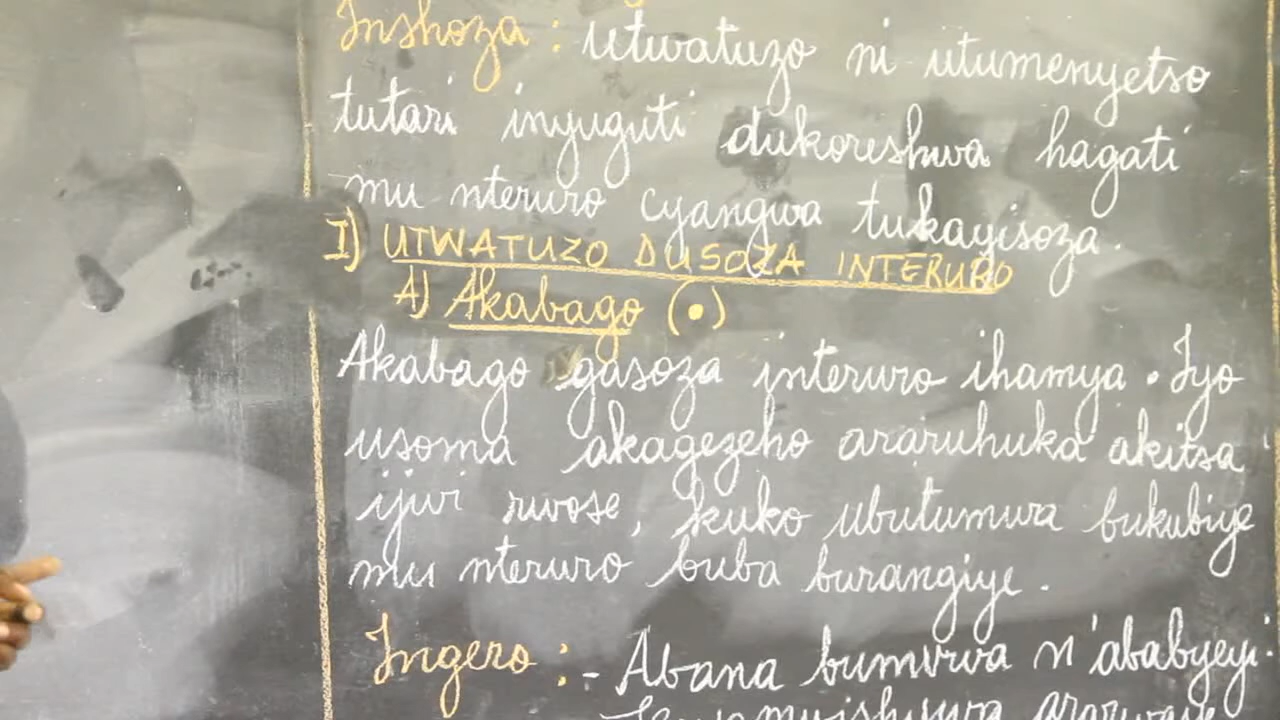 Inshoza : Utwatuzo ni utumenyetso
tutari inyuguti dukoreshwa hagati
mu nteruro cyangwa tukayisoza.
I) UTWATUZO DUSOZA INTERURO
A) Akabago (•)
Akabago gasoza interuro ihamya. Iyo
usoma akagezeho araruhuka akitsa
ijwi rwose, kuko ubutumwa bukubiye
mu nteruro buba burangiye.
Ingero : - Abana bumvira n'ababyeyi.